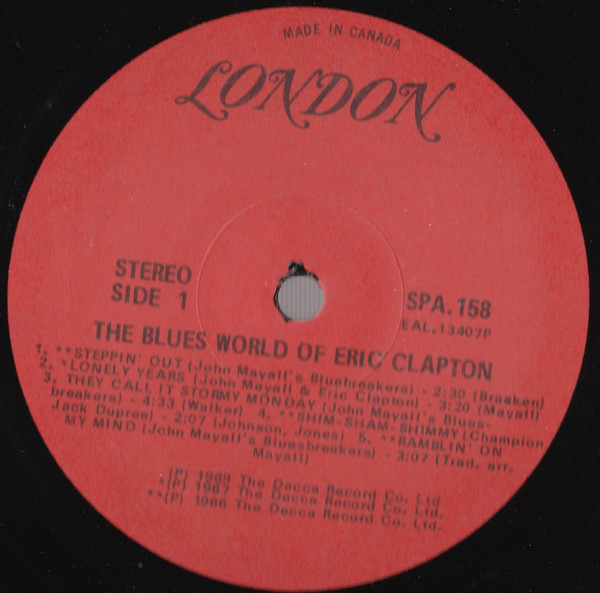 MADE IN CANADA
LONDON
STEREO
SIDE 1
SPA.158
EAL.13407P
THE BLUES WORLD OF ERIC CLAPTON
1. **STEPPIN' OUT (John Mayall's Bluebreakers) - 2:30 (Bracken)
2. *LONELY YEARS (John Mayall & Eric Clapton) - 3:20 (Mayall)
3. THEY CALL IT STORMY MONDAY (John Mayall's Blues-
breakers) - 4:33 (Walker) 4. **SHIM-SHAM-SHIMMY (Champion
Jack Dupree) - 2:07 (Johnson, Jones) 5. **RAMBLIN' ON
MY MIND (John Mayall's Bluesbreakers) - 3:07 (Trad. arr.
Mayall)
(P) 1969 The Decca Record Co. Ltd.
*(P) 1967 The Decca Record Co. Ltd.
**(P) 1966 The Decca Record Co. Ltd.